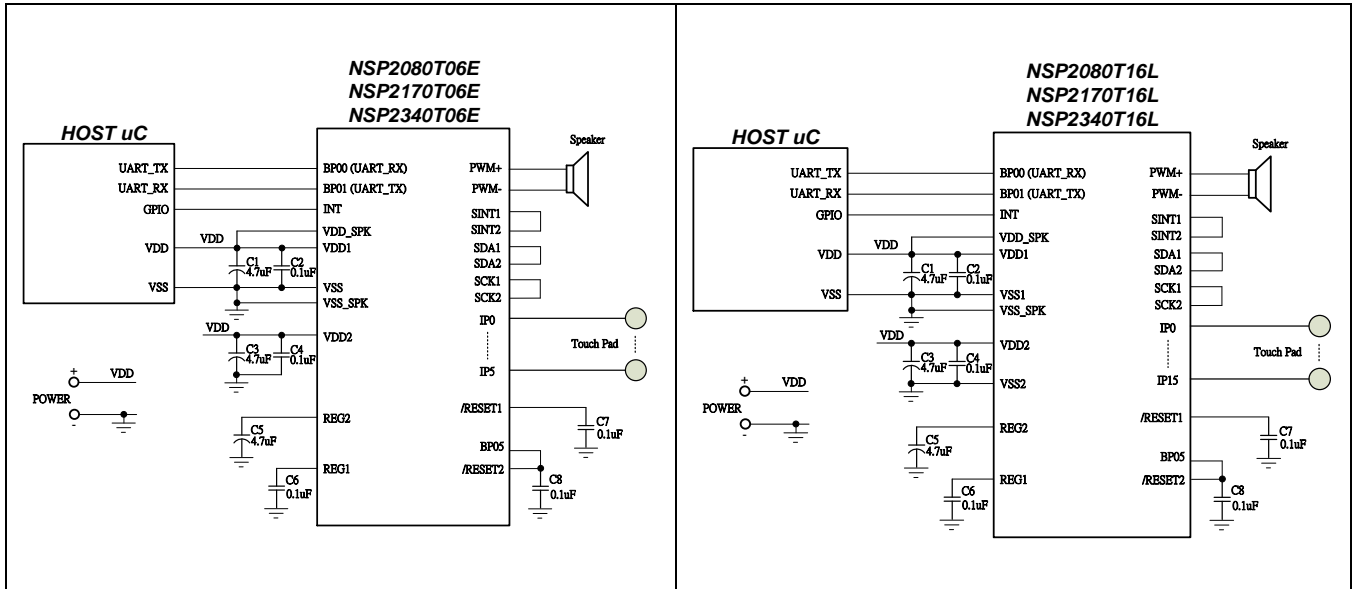 NSP2080T06E
NSP2170T06E
NSP2340T06E
HOST uC
Speaker
UART_TX
BP00 (UART_RX)
PWM+
UART_RX
BP01 (UART_TX)
PWM-
GPIO
INT
SINT1
VDD_SPK
SINT2
VDD
VDD
VDD1
SDA1
C1
4.7uF
C2
0.1uF
SDA2
SCK1
VSS
VSS
SCK2
VSS_SPK
IP0
VDD
VDD2
Touch Pad
C3
4.7uF
C4
0.1uF
IP5
+
VDD
POWER
-
/RESET1
REG2
C7
0.1uF
C5
4.7uF
BP05
REG1
/RESET2
C6
0.1uF
C8
0.1uF
NSP2080T16L
NSP2170T16L
NSP2340T16L
HOST uC
Speaker
UART_TX
BP00 (UART_RX)
PWM+
UART_RX
BP01 (UART_TX)
PWM-
GPIO
INT
SINT1
VDD_SPK
SINT2
VDD
VDD
VDD1
SDA1
C1
4.7uF
C2
0.1uF
SDA2
SCK1
VSS
VSS1
SCK2
VSS_SPK
IP0
VDD
VDD2
Touch Pad
C3
4.7uF
C4
0.1uF
IP15
VSS2
+
VDD
POWER
-
/RESET1
REG2
C7
0.1uF
C5
4.7uF
BP05
REG1
/RESET2
C6
0.1uF
C8
0.1uF